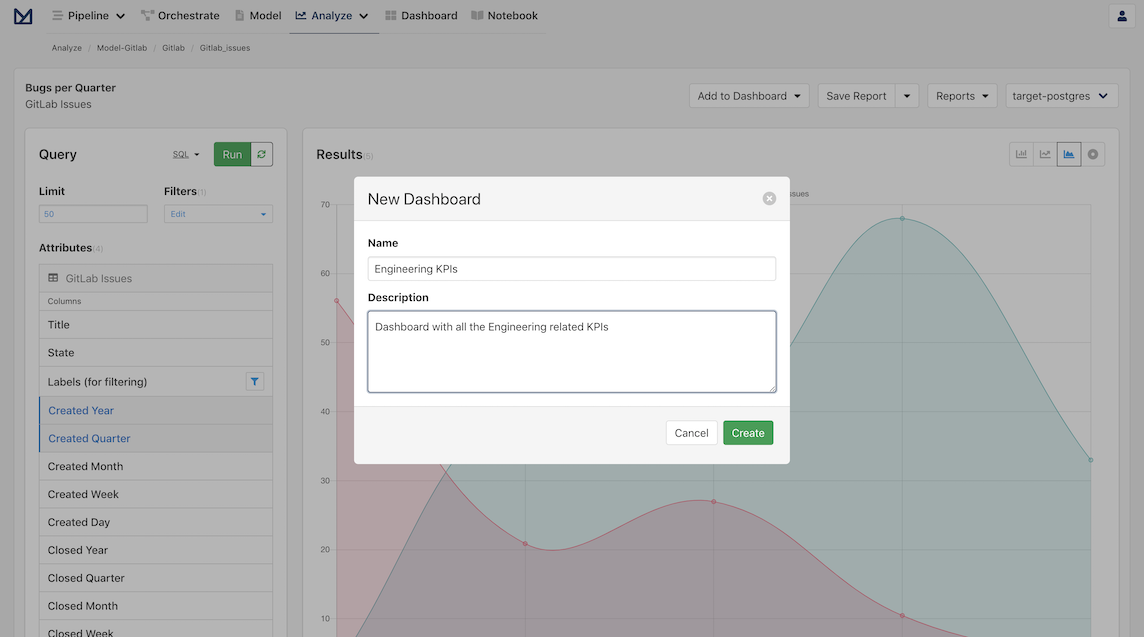 Pipeline Orchestrate Model Analyze Dashboard Notebook
Analyze / Model-Gitlab / Gitlab / Gitlab_issues
Bugs per Quarter
GitLab Issues
Add to Dashboard Save Report Reports target-postgres
Query SQL Run
Results(5)
Limit Filters(1)
50 Edit
Attributes(4)
GitLab Issues
Columns
Title
State
Labels (for filtering)
Created Year
Created Quarter
Created Month
Created Week
Created Day
Closed Year
Closed Quarter
Closed Month
Closed Week
ssues
70
60
50
40
30
20
10
New Dashboard
Name
Engineering KPIs
Description
Dashboard with all the Engineering related KPIs
Cancel Create